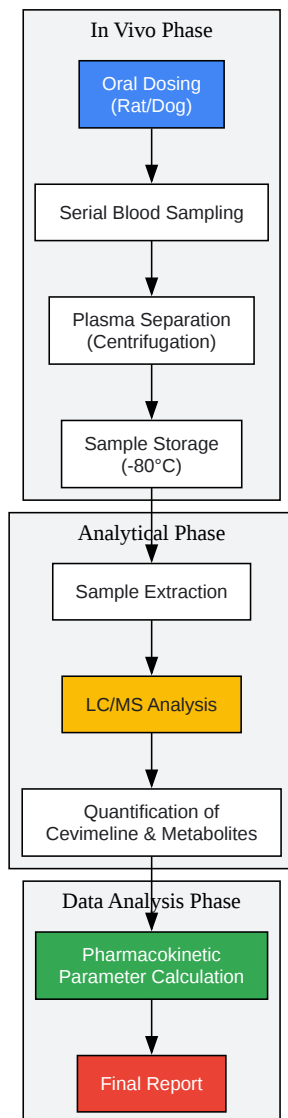 In Vivo Phase
Oral Dosing
(Rat/Dog)
Serial Blood Sampling
Plasma Separation
(Centrifugation)
Sample Storage
(-80°C)
Analytical Phase
Sample Extraction
LC/MS Analysis
Quantification of
Cevimeline & Metabolites
Data Analysis Phase
Pharmacokinetic
Parameter Calculation
Final Report